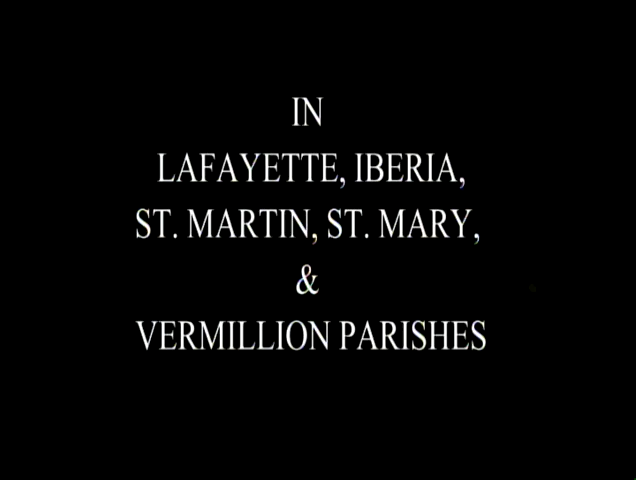 IN
LAFAYETTE, IBERIA,
ST. MARTIN, ST. MARY,
&
VERMILLION PARISHES